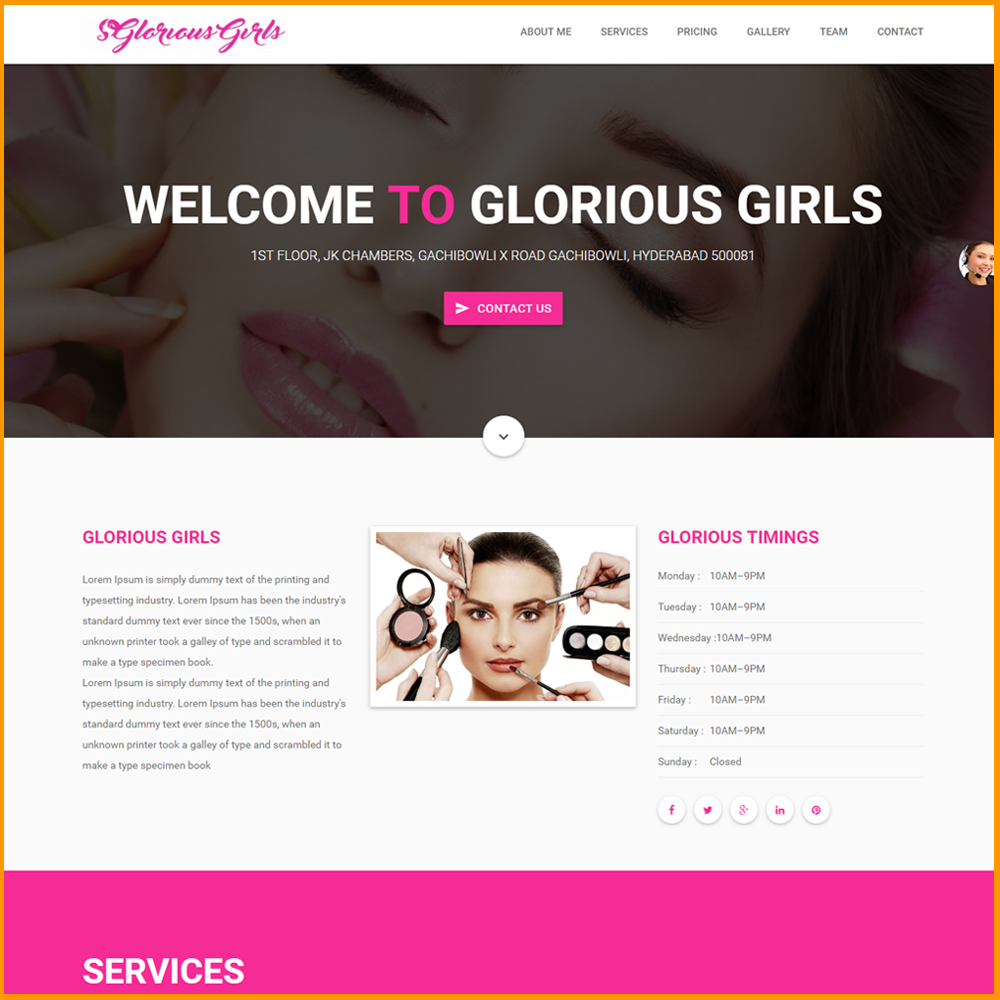 SGloriousGirls
ABOUT ME SERVICES PRICING GALLERY TEAM CONTACT
WELCOME TO GLORIOUS GIRLS
1ST FLOOR, JK CHAMBERS, GACHIBOWLI X ROAD GACHIBOWLI, HYDERABAD 500081
CONTACT US
GLORIOUS GIRLS
Lorem Ipsum is simply dummy text of the printing and
typesetting industry. Lorem Ipsum has been the industry's
standard dummy text ever since the 1500s, when an
unknown printer took a galley of type and scrambled it to
make a type specimen book.
Lorem Ipsum is simply dummy text of the printing and
typesetting industry. Lorem Ipsum has been the industry's
standard dummy text ever since the 1500s, when an
unknown printer took a galley of type and scrambled it to
make a type specimen book
GLORIOUS TIMINGS
Monday : 10AM–9PM
Tuesday : 10AM–9PM
Wednesday :10AM–9PM
Thursday : 10AM–9PM
Friday : 10AM–9PM
Saturday : 10AM–9PM
Sunday : Closed
SERVICES